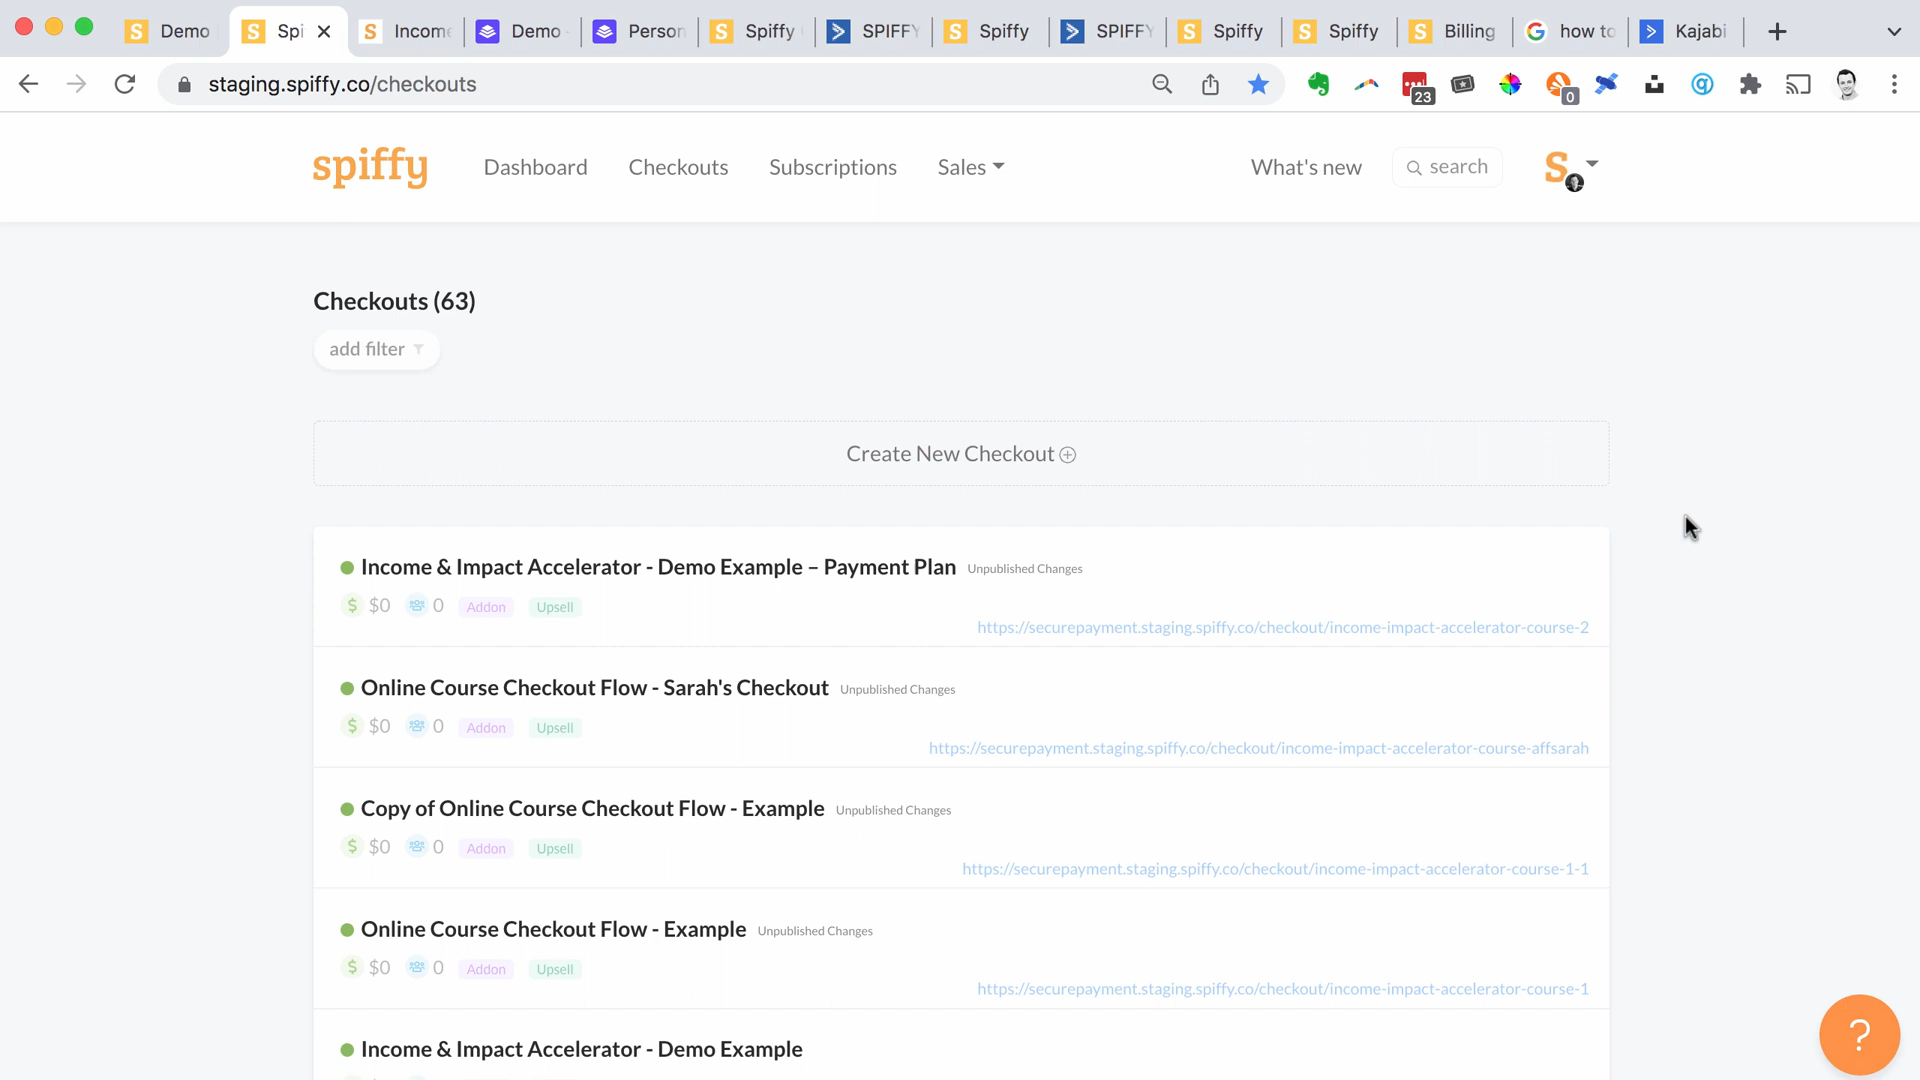 Demo
Spi
Income
Demo
Person
Spiffy
SPIFFY
Spiffy
SPIFFY
Spiffy
Spiffy
Billing
how to
Kajabi
staging.spiffy.co/checkouts
23
0
spiffy
Dashboard
Checkouts
Subscriptions
Sales
What's new
search
S
Checkouts (63)
add filter
Create New Checkout
Income & Impact Accelerator - Demo Example – Payment Plan Unpublished Changes
$ $0 0 Addon Upsell
https://securepayment.staging.spiffy.co/checkout/income-impact-accelerator-course-2
Online Course Checkout Flow - Sarah's Checkout Unpublished Changes
$ $0 0 Addon Upsell
https://securepayment.staging.spiffy.co/checkout/income-impact-accelerator-course-affsarah
Copy of Online Course Checkout Flow - Example Unpublished Changes
$ $0 0 Addon Upsell
https://securepayment.staging.spiffy.co/checkout/income-impact-accelerator-course-1-1
Online Course Checkout Flow - Example Unpublished Changes
$ $0 0 Addon Upsell
https://securepayment.staging.spiffy.co/checkout/income-impact-accelerator-course-1
Income & Impact Accelerator - Demo Example
?